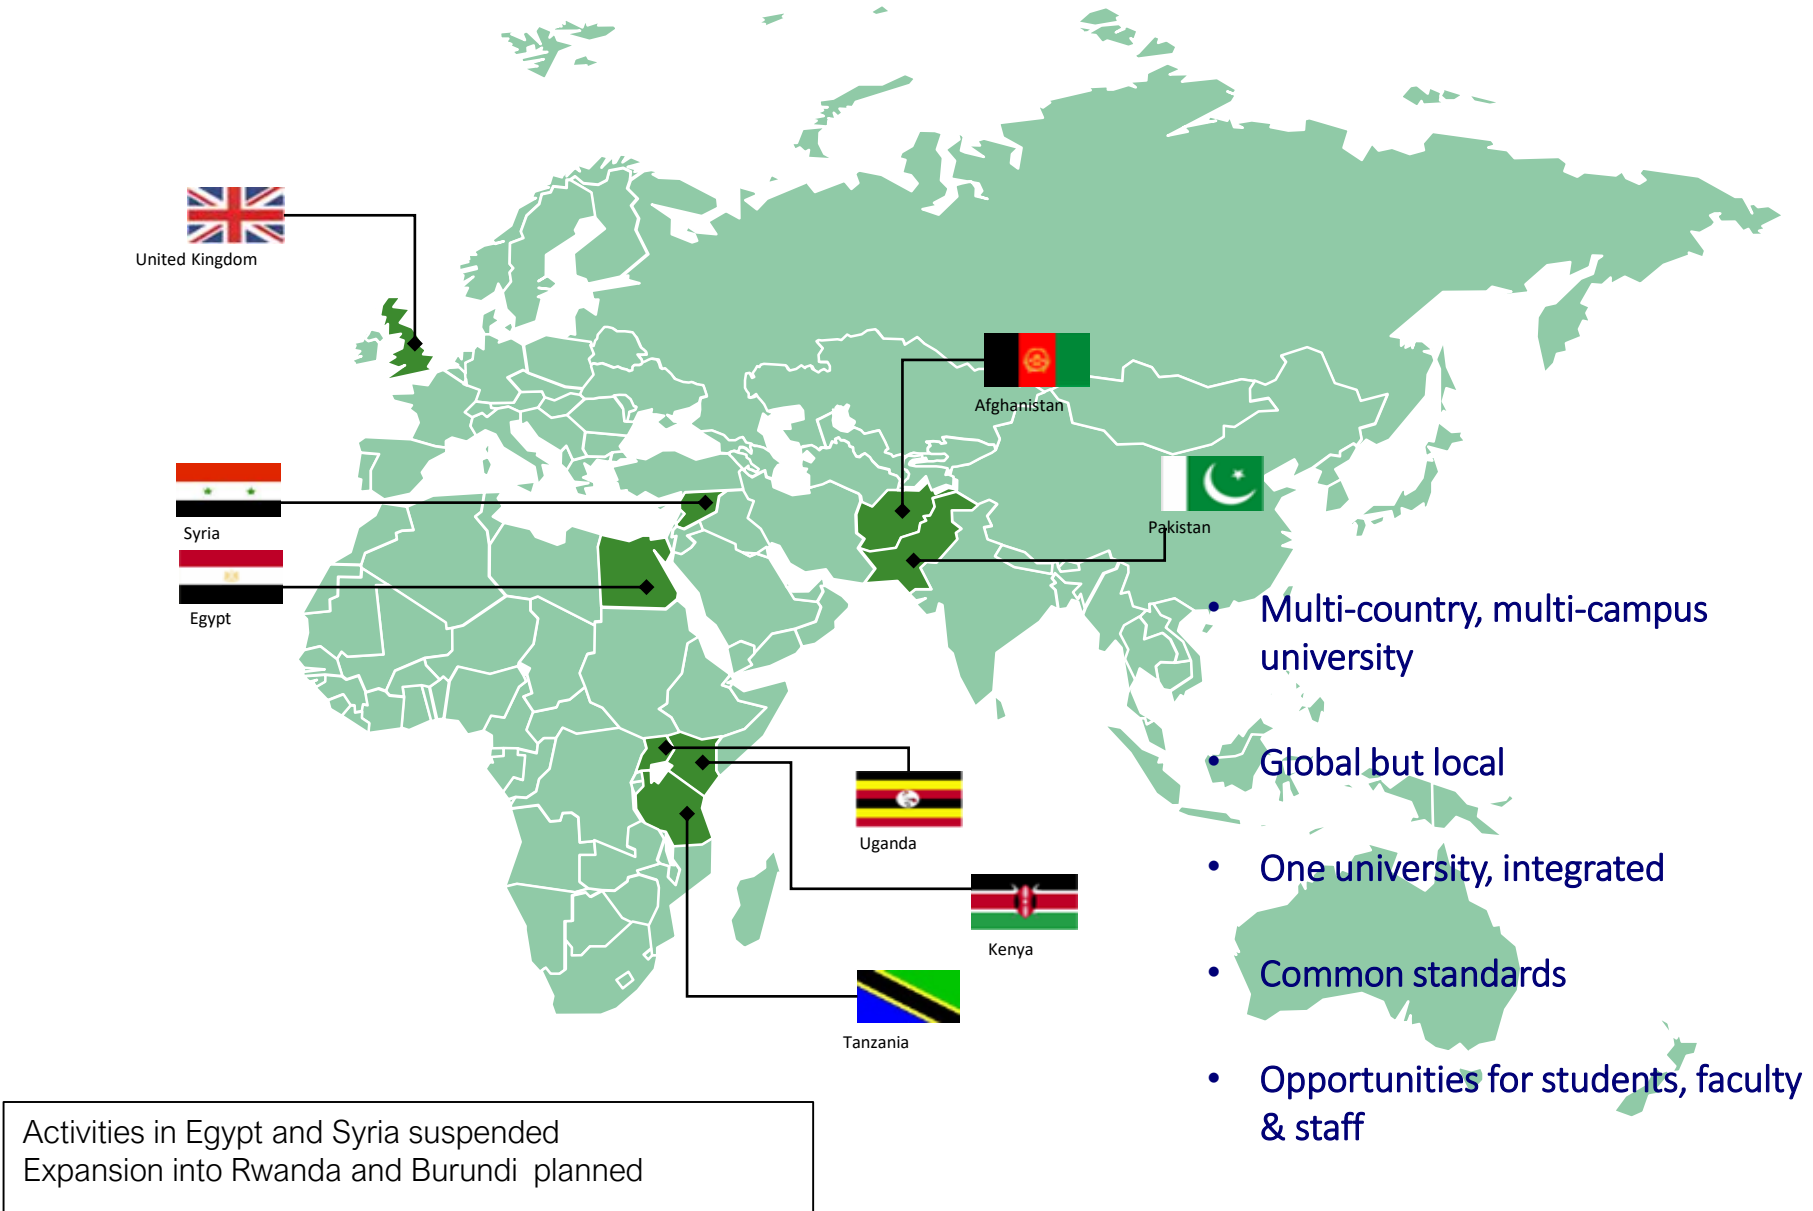 United Kingdom
Afghanistan
Syria
Pakistan
Egypt
• Multi-country, multi-campus
university
• Global but local
Uganda
• One university, integrated
Kenya
• Common standards
Tanzania
• Opportunities for students, faculty
& staff
Activities in Egypt and Syria suspended
Expansion into Rwanda and Burundi  planned